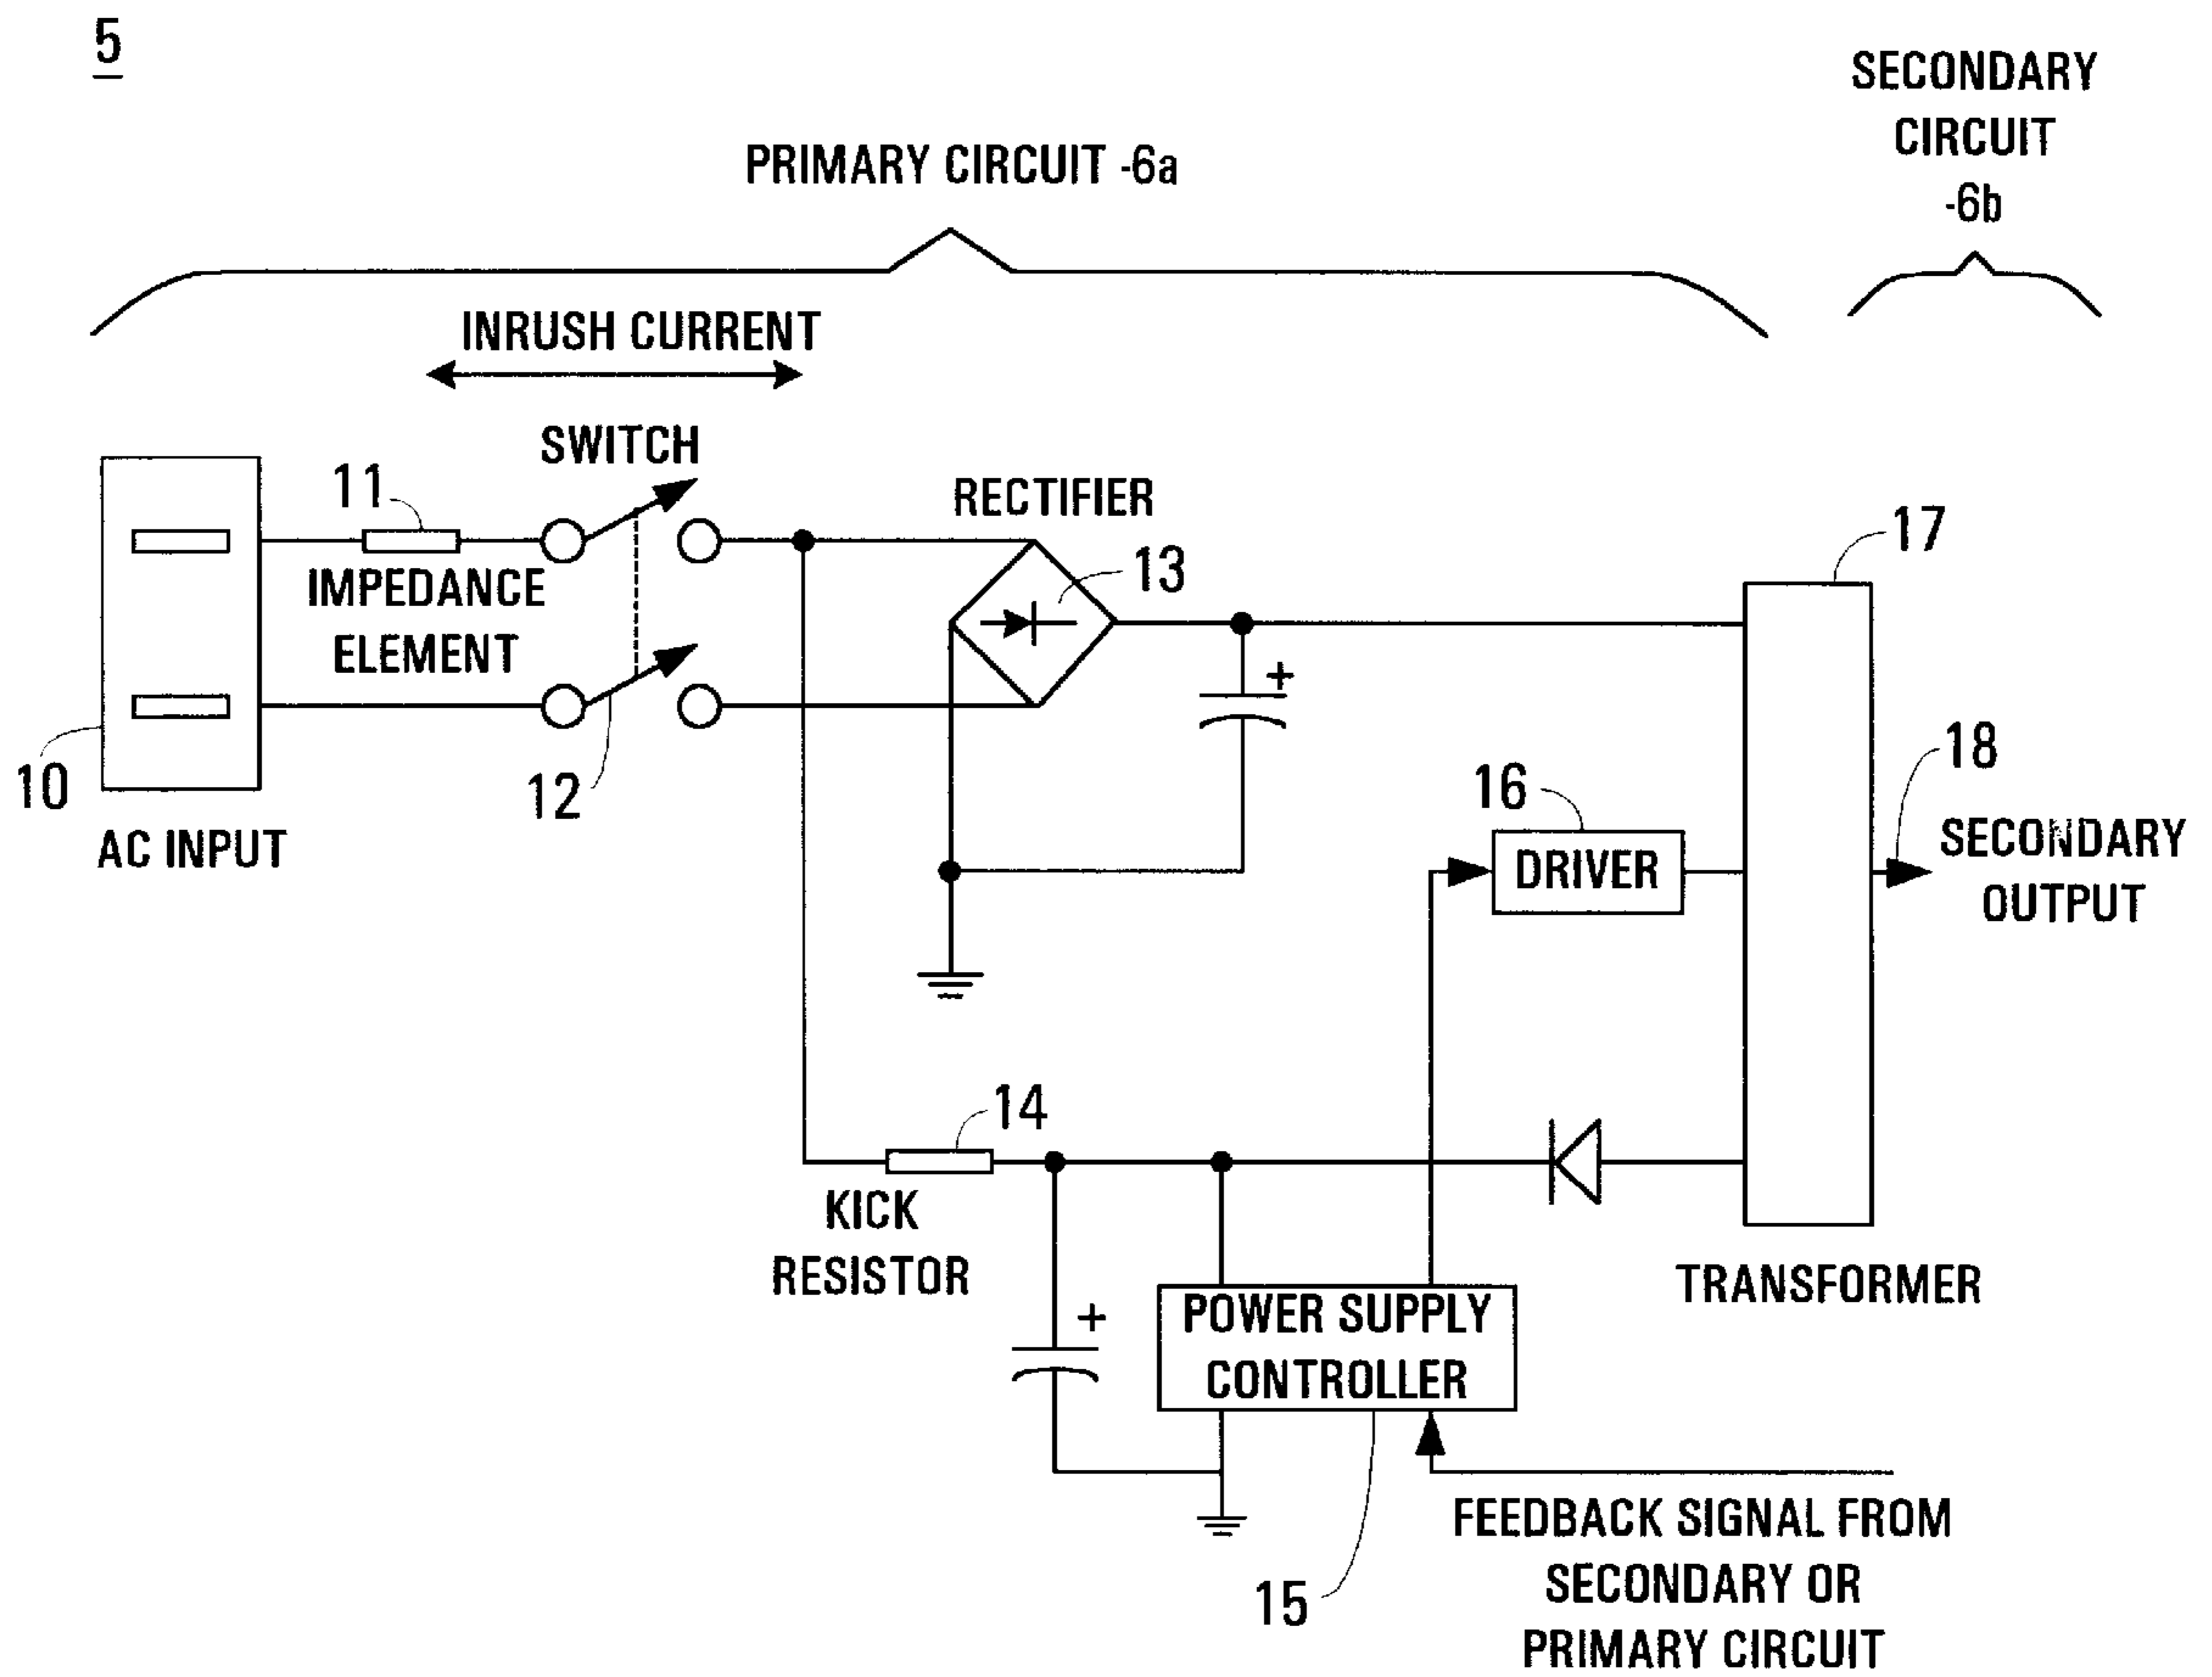 5
SECONDARY
CIRCUIT
-6b
PRIMARY CIRCUIT -6a
INRUSH CURRENT
SWITCH
11
RECTIFIER
17
13
IMPEDANCE
ELEMENT
+
10
12
18
16
AC INPUT
DRIVER
SECONDARY
OUTPUT
14
KICK
RESISTOR
TRANSFORMER
+
POWER SUPPLY
CONTROLLER
15
FEEDBACK SIGNAL FROM
SECONDARY OR
PRIMARY CIRCUIT